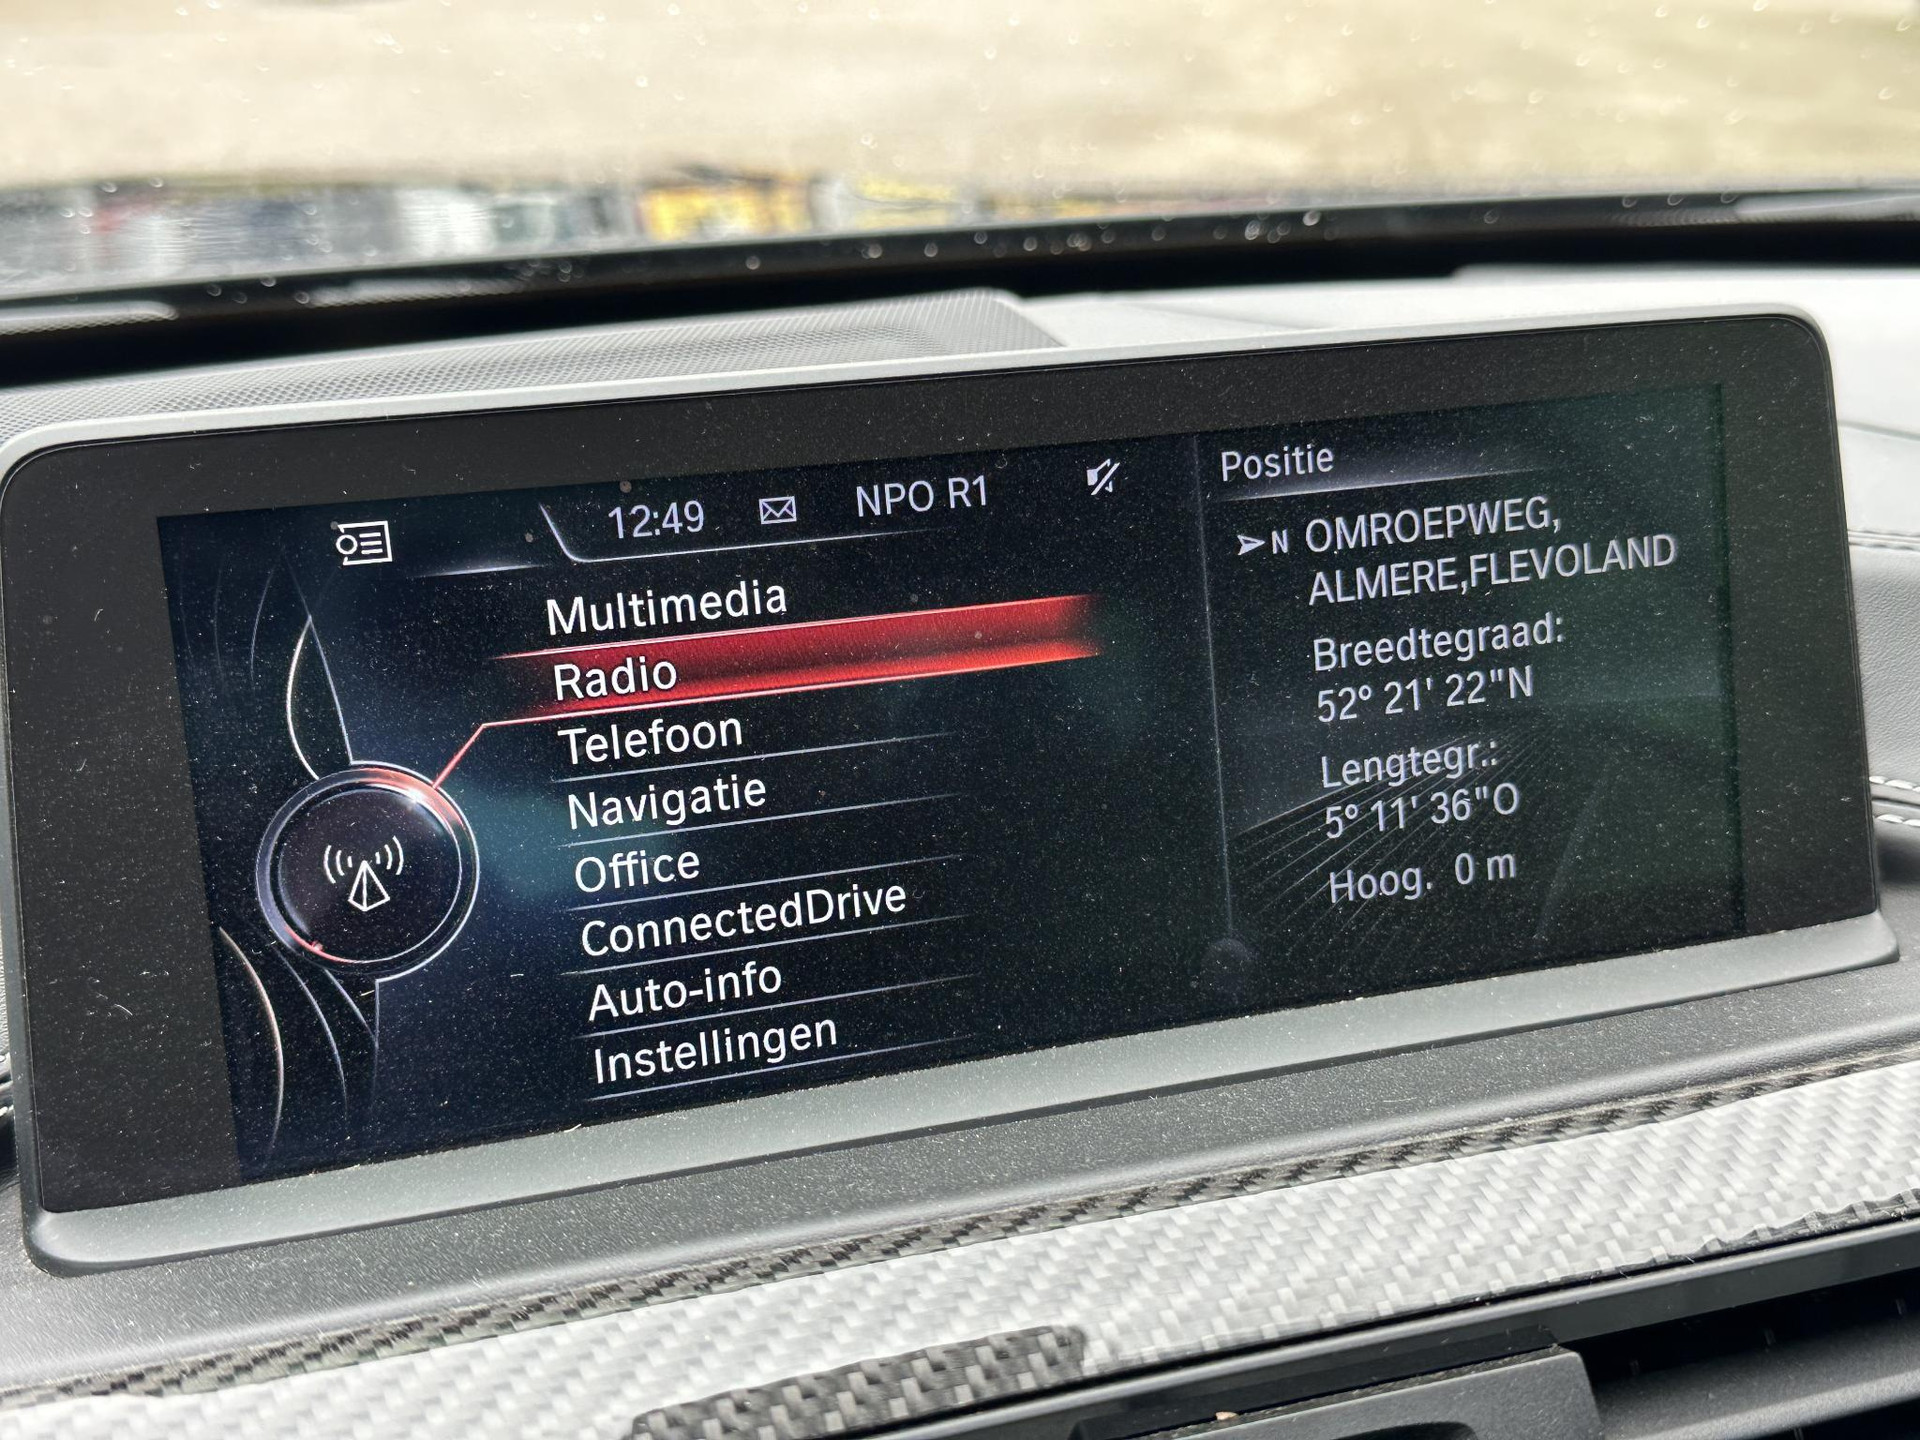 12:49
NPO R1
Multimedia
Radio
Telefoon
Navigatie
Office
ConnectedDrive
Auto-info
Instellingen
Positie
N OMROEPWEG,
ALMERE,FLEVOLAND
Breedtegraad:
52° 21' 22"N
Lengtegr.:
5° 11' 36"O
Hoog. 0 m